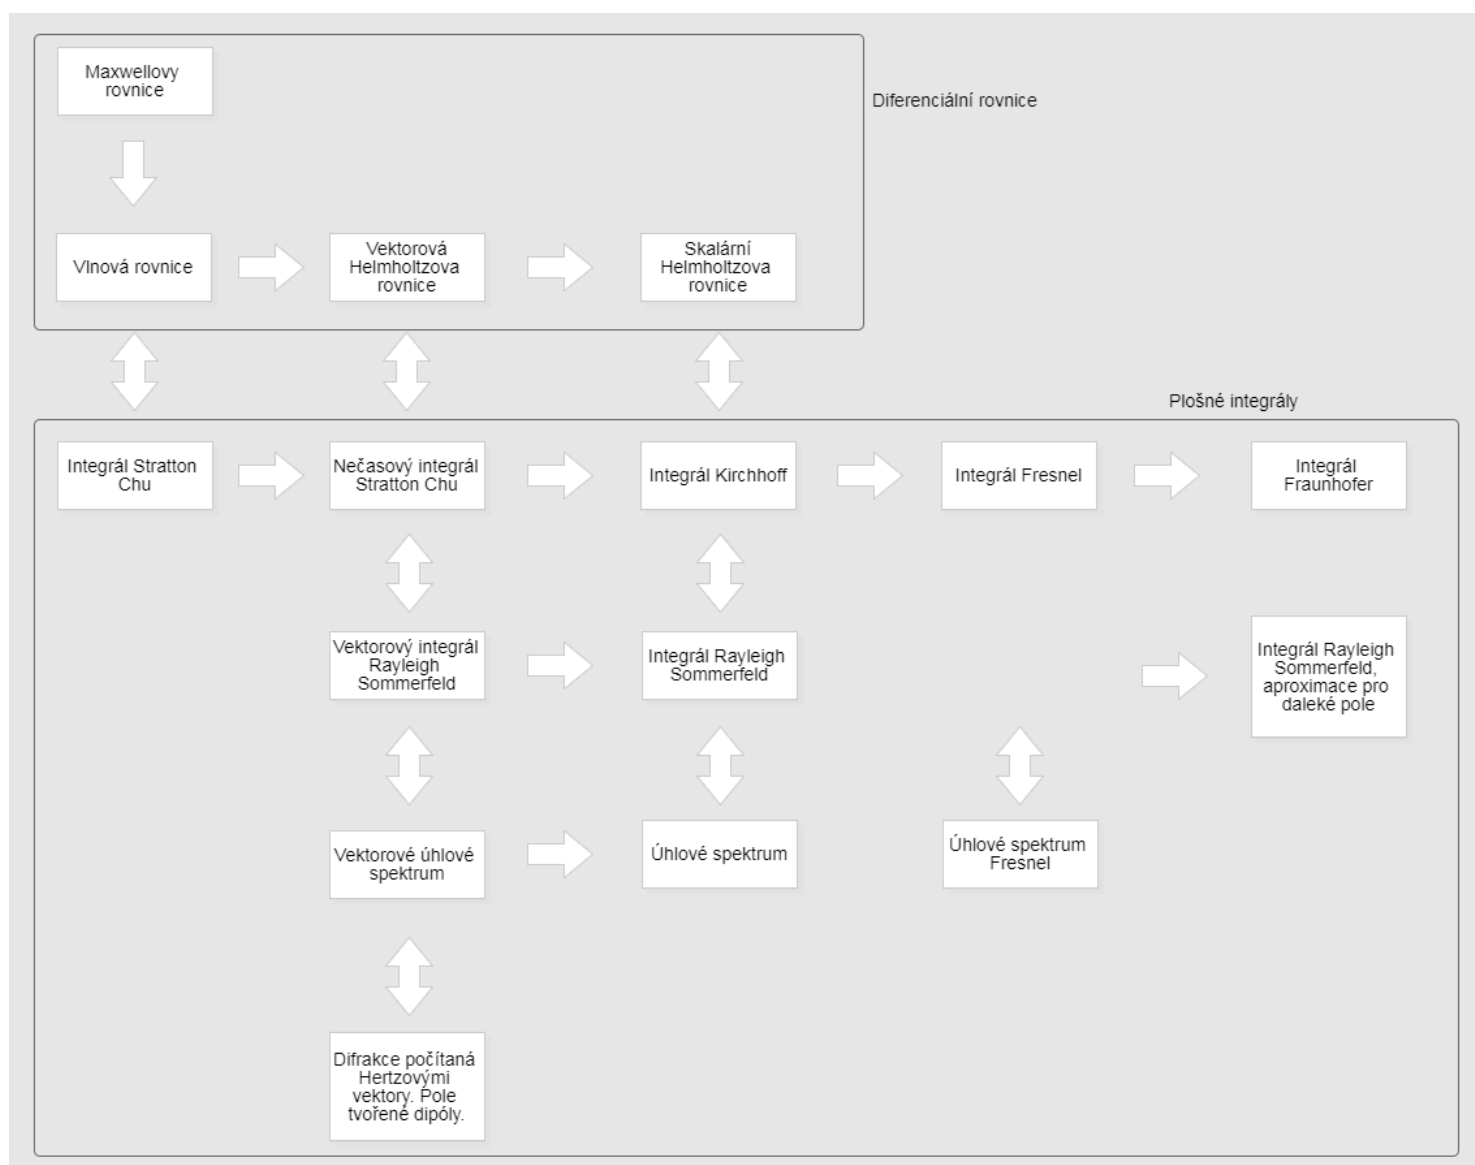 Maxwellovy
rovnice
Diferenciální rovnice
Vlnová rovnice
Vektorová
Helmholtzova
rovnice
Skalární
Helmholtzova
rovnice
Plošné integrály
Integrál Stratton
Chu
Nečasový integrál
Stratton Chu
Integrál Kirchhoff
Integrál Fresnel
Integrál
Fraunhofer
Vektorový integrál
Rayleigh
Sommerfeld
Integrál Rayleigh
Sommerfeld
Integrál Rayleigh
Sommerfeld,
aproximace pro
daleké pole
Vektorové úhlové
spektrum
Úhlové spektrum
Úhlové spektrum
Fresnel
Difrakce počítaná
Hertzovými
vektory. Pole
tvořené dipóly.